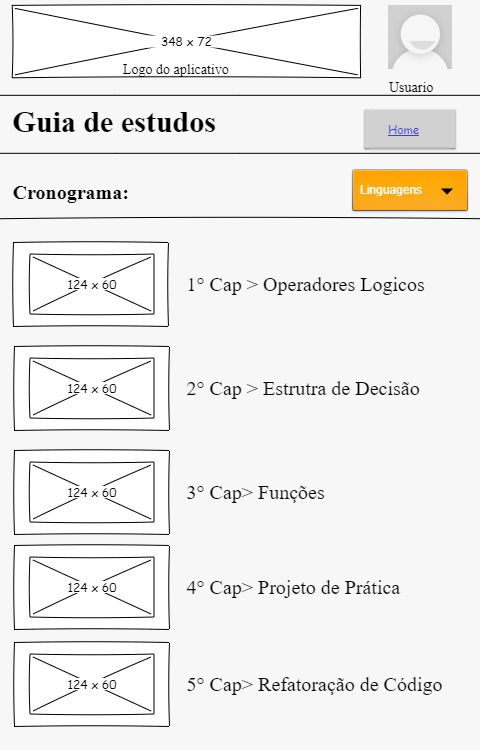 348 x 72
Logo do aplicativo
Usuario
Guia de estudos
Home
Cronograma:
Linguagens
124 x 60
1° Cap > Operadores Logicos
124 x 60
2° Cap > Estrutra de Decisão
124 x 60
3° Cap> Funções
124 x 60
4° Cap> Projeto de Prática
124 x 60
5° Cap> Refatoração de Código